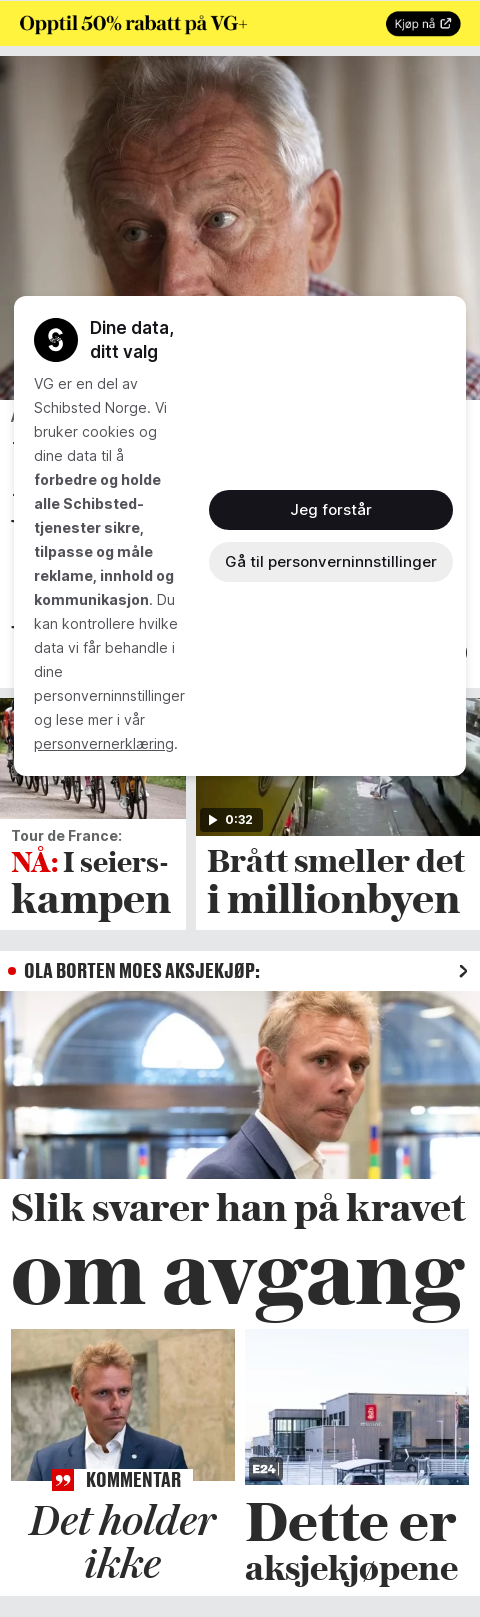 Opptil 50% rabatt på VG+
Kjøp nå
Dine data,
ditt valg
VG er en del av
Schibsted Norge. Vi
bruker cookies og
dine data til å
forbedre og holde
alle Schibsted-
tjenester sikre,
tilpasse og måle
reklame, innhold og
kommunikasjon. Du
kan kontrollere hvilke
data vi får behandle i
dine
personverninnstillinger
og lese mer i vår
personvernerklæring.
Jeg forstår
Gå til personverninnstillinger
0:32
Tour de France:
NÅ: I seiers-
kampen
Brått smeller det
i millionbyen
OLA BORTEN MOES AKSJEKJØP:
Slik svarer han på kravet
om avgang
KOMMENTAR
Det holder
ikke
E24
Dette er
aksjekjøpene